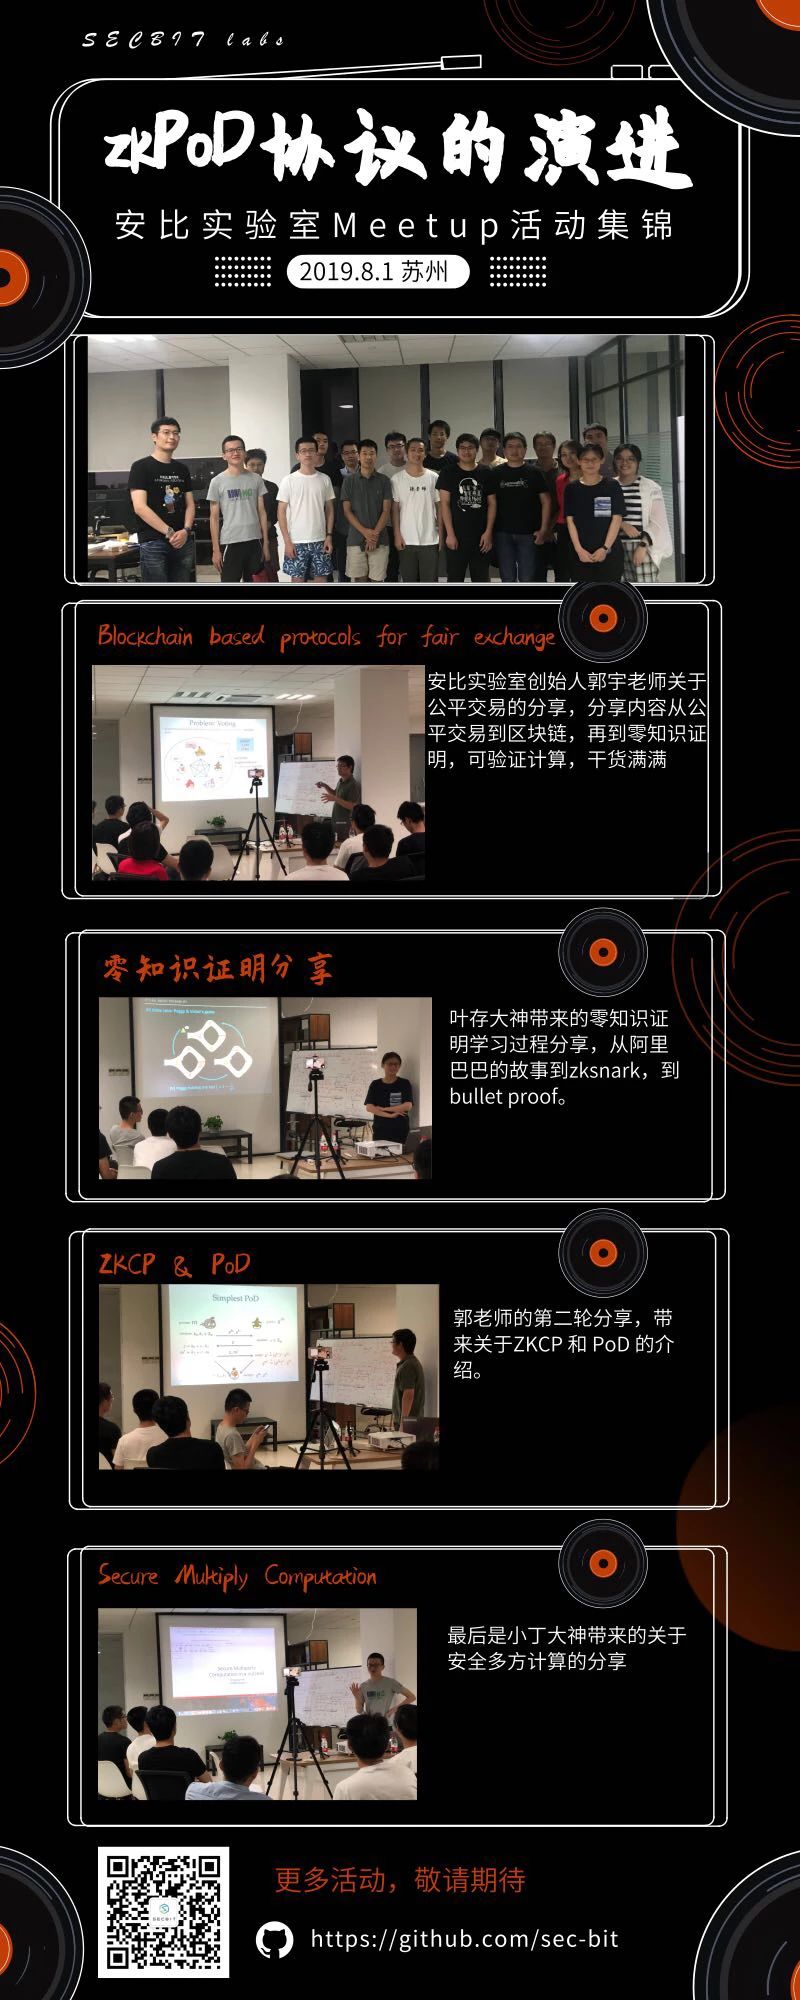 SECBIT labs
zkPoD协议的演进
安比实验室Meetup活动集锦
2019.8.1 苏州
Blockchain based protocols for fair exchange
Problem: Voting
安比实验室创始人郭宇老师关于
公平交易的分享，分享内容从公
平交易到区块链，再到零知识证
明，可验证计算，干货满满
零知识证明分享
叶存大神带来的零知识证
明学习过程分享，从阿里
巴巴的故事到zksnark，到
bullet proof。
ZKCP & PoD
Simplest PoD
郭老师的第二轮分享，带
来关于ZKCP 和 PoD 的介
绍。
Secure Multiply Computation
Secure Multiparty
Computation in a nutshell
最后是小丁大神带来的关于
安全多方计算的分享
SECBIT
更多活动，敬请期待
https://github.com/sec-bit